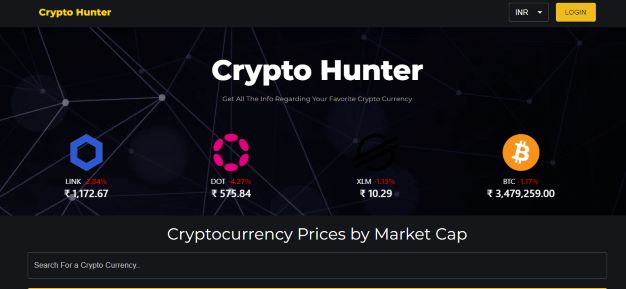 Crypto Hunter
INR
LOGIN
Crypto Hunter
Get All The Info Regarding Your Favorite Crypto Currency
LINK -2.84%
₹ 1,172.67
DOT -4.27%
₹ 575.84
XLM -1.15%
₹ 10.29
BTC -1.17%
₹ 3,479,259.00
Cryptocurrency Prices by Market Cap
Search For a Crypto Currency..